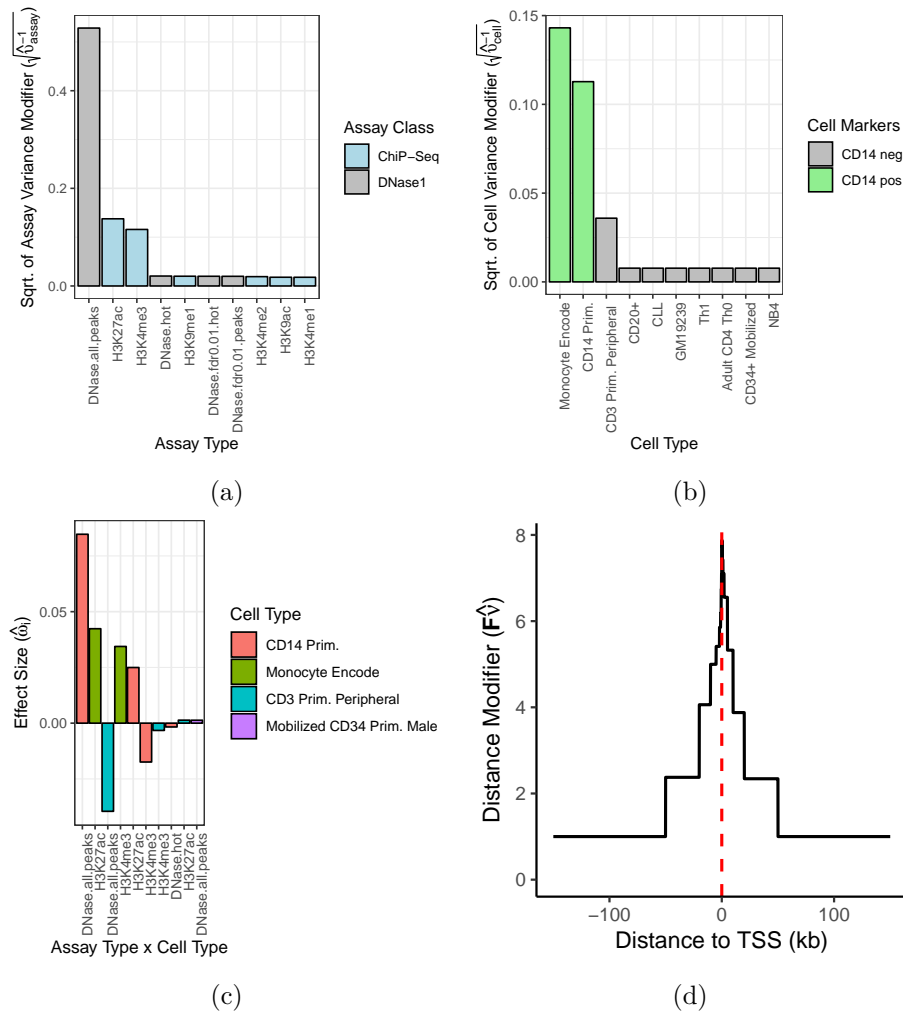 Sqrt. of Assay Variance Modifier (√υ̂⁻¹assay)
0.4
0.2
0.0
DNase.all.peaks
H3K27ac
H3K4me3
DNase.hot
H3K9me1
DNase.fdr0.01.hot
DNase.fdr0.01.peaks
H3K4me2
H3K9ac
H3K4me1
Assay Type
Assay Class
ChiP−Seq
DNase1
(a)
Sqrt. of Cell Variance Modifier (√υ̂⁻¹cell)
0.15
0.10
0.05
0.00
Monocyte Encode
CD14 Prim.
CD3 Prim. Peripheral
CD20+
CLL
GM19239
Th1
Adult CD4 Th0
CD34+ Mobilized
NB4
Cell Type
Cell Markers
CD14 neg
CD14 pos
(b)
Effect Size (ω̂i)
0.05
0.00
DNase.all.peaks
H3K27ac
DNase.all.peaks
H3K4me3
H3K27ac
H3K4me3
H3K4me3
DNase.hot
H3K27ac
DNase.all.peaks
Assay Type x Cell Type
Cell Type
CD14 Prim.
Monocyte Encode
CD3 Prim. Peripheral
Mobilized CD34 Prim. Male
(c)
Distance Modifier (Fν̂)
8
6
4
2
0
−100
0
100
Distance to TSS (kb)
(d)